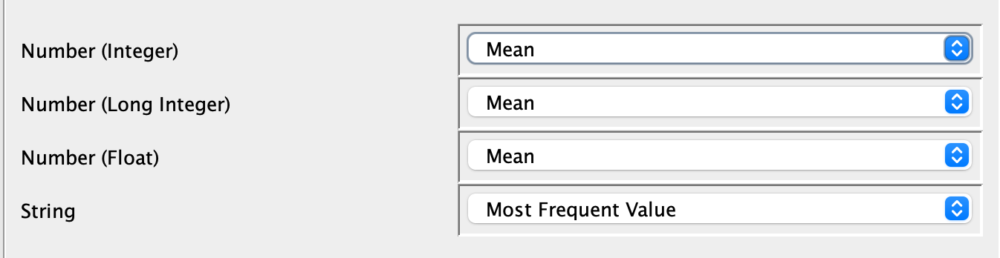 Number (Integer) Mean
Number (Long Integer) Mean
Number (Float) Mean
String Most Frequent Value